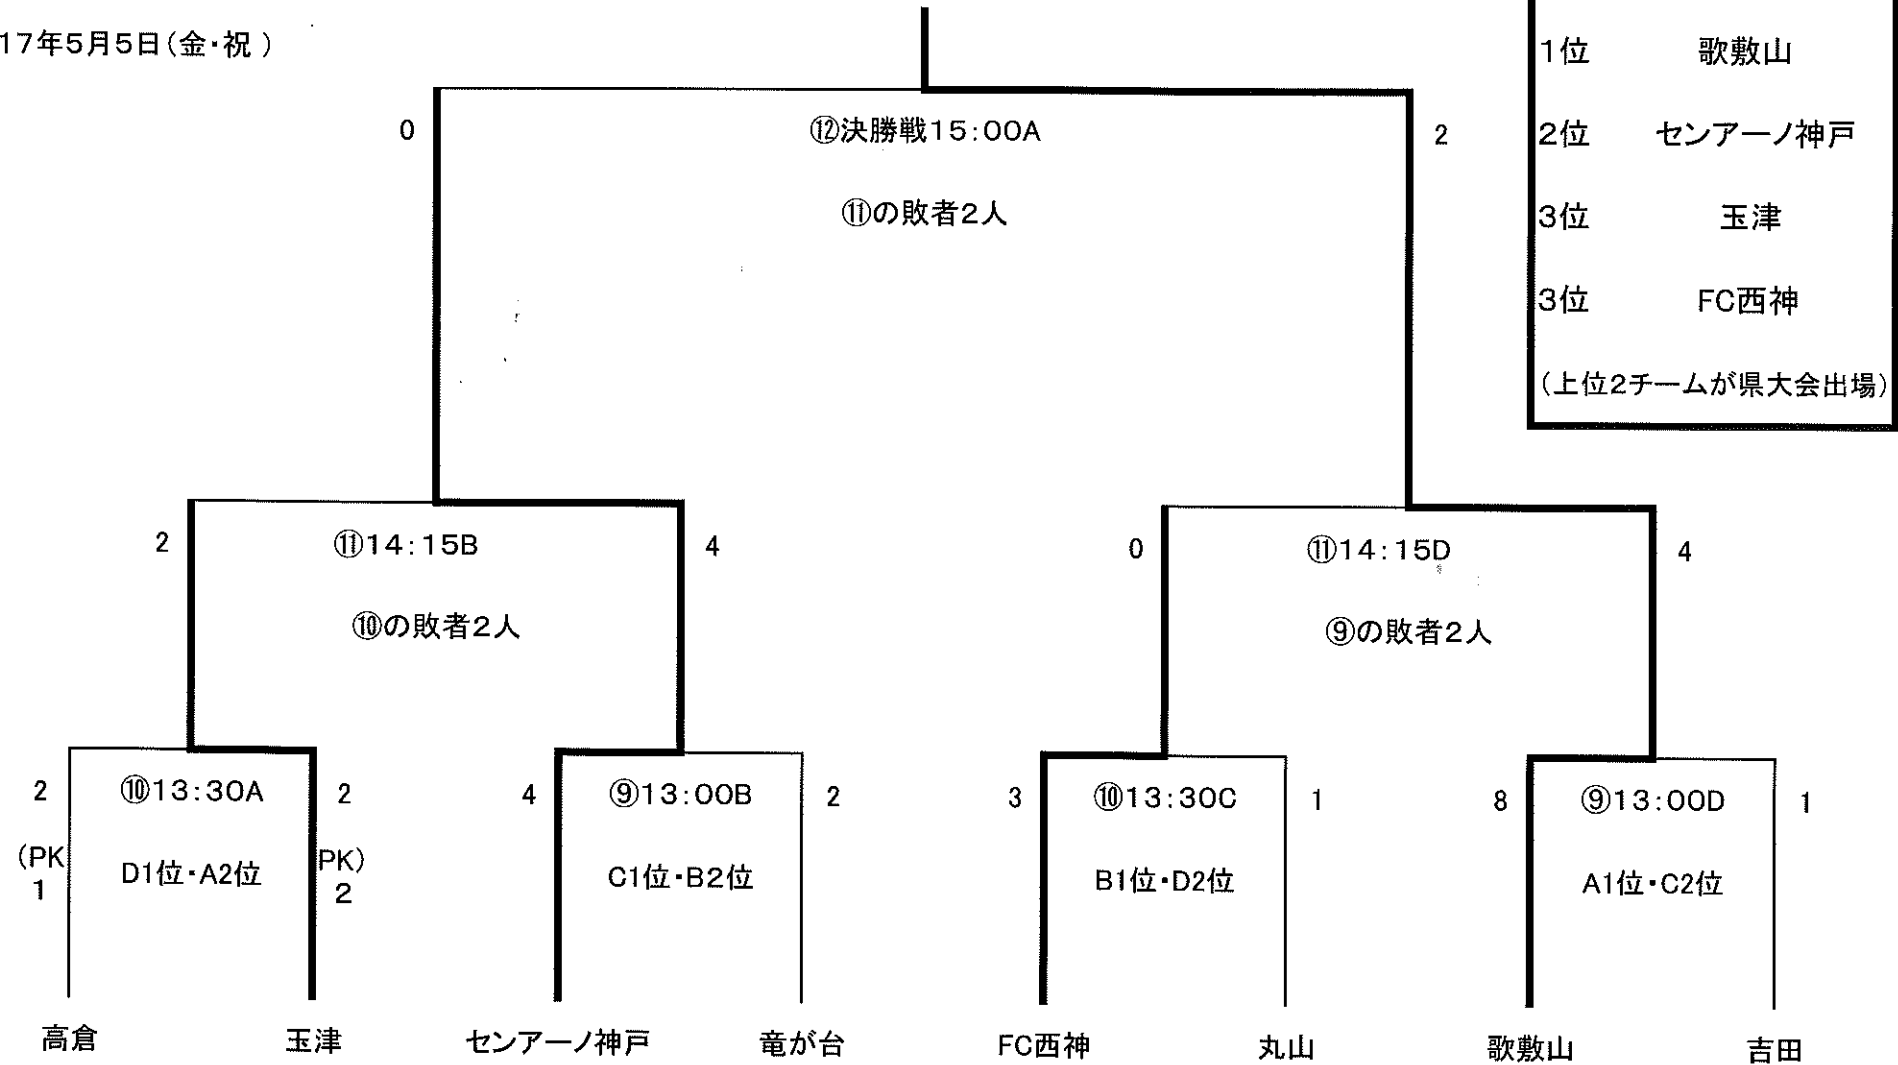 17年5月5日(金・祝 )
1位 歌敷山
2位 センアーノ神戸
3位 玉津
3位 FC西神
(上位2チームが県大会出場)
0 ⑫決勝戦15:00A 2
⑪の敗者2人
2 ⑪14:15B 4
⑩の敗者2人
0 ⑪14:15D 4
⑨の敗者2人
2 ⑩13:30A 2
(PK 1 D1位・A2位 PK) 2
4 ⑨13:00B 2
C1位・B2位
3 ⑩13:30C 1
B1位・D2位
8 ⑨13:00D 1
A1位・C2位
高倉 玉津 センアーノ神戸 竜が台 FC西神 丸山 歌敷山 吉田